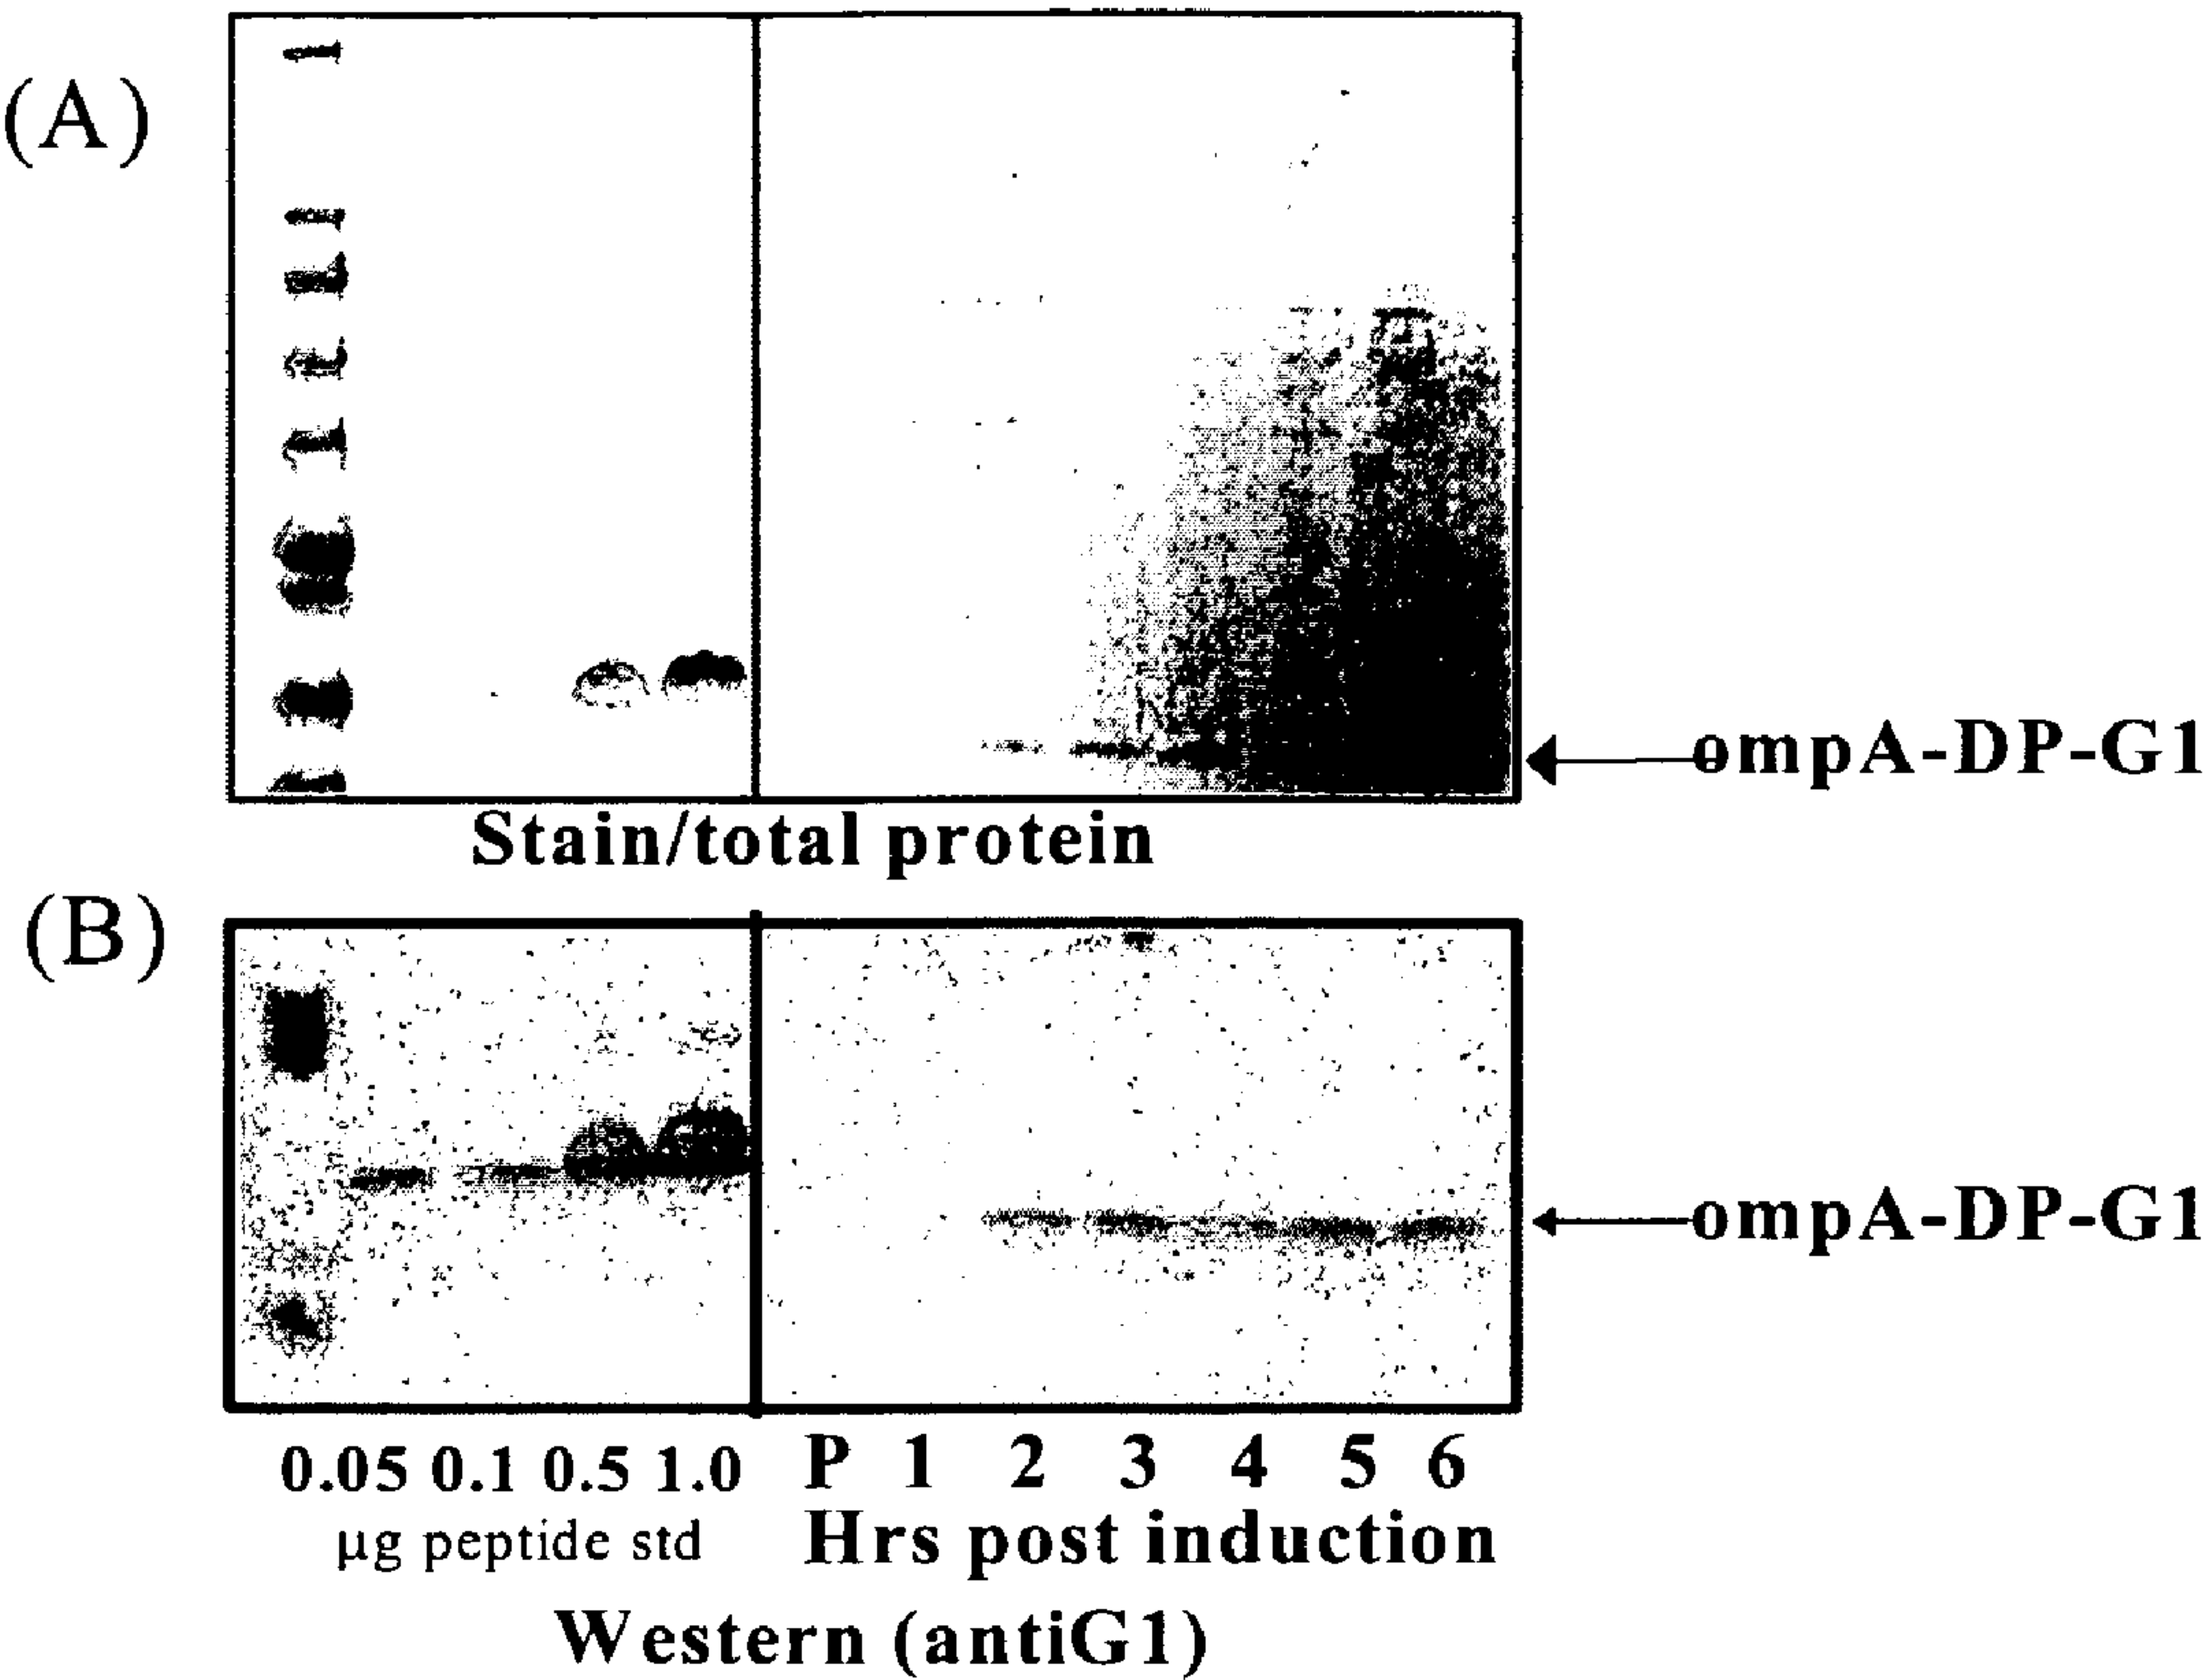 (A)
ompA-DP-G1
Stain/total protein
(B)
ompA-DP-G1
0.05 0.1 0.5 1.0 P 1 2 3 4 5 6
μg peptide std Hrs post induction
Western (antiG1)